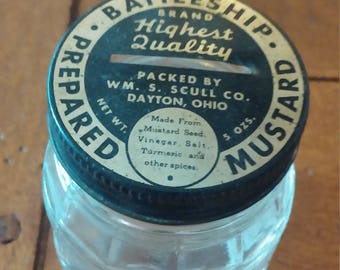 BATTLESHIP
BRAND
Highest
Quality
PACKED BY
WM. S. SCULL CO.
DAYTON, OHIO
NET WT. 5 OZS.
PREPARED MUSTARD
Made From
Mustard Seed,
Vinegar, Salt,
Turmeric and
other spices.